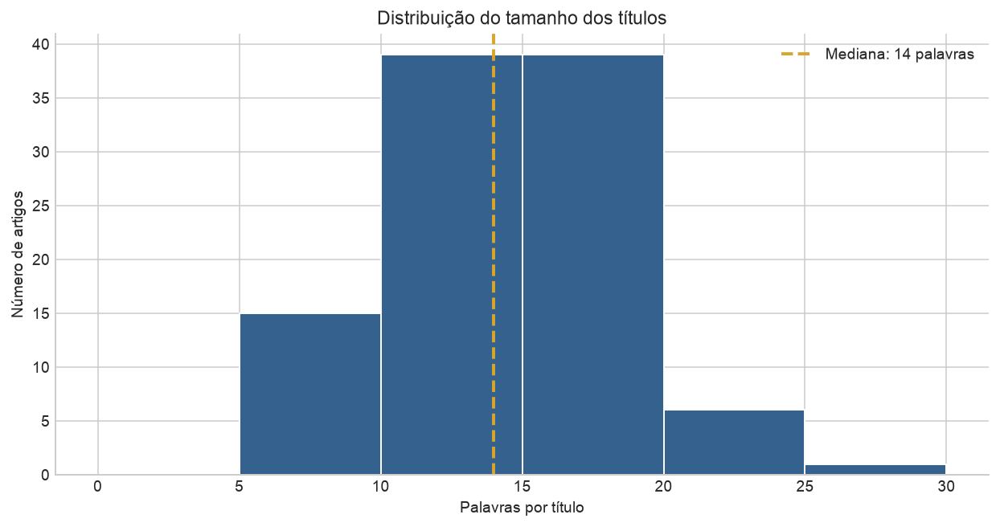 Distribuição do tamanho dos títulos
Mediana: 14 palavras
Número de artigos
40
35
30
25
20
15
10
5
0
0 5 10 15 20 25 30
Palavras por título